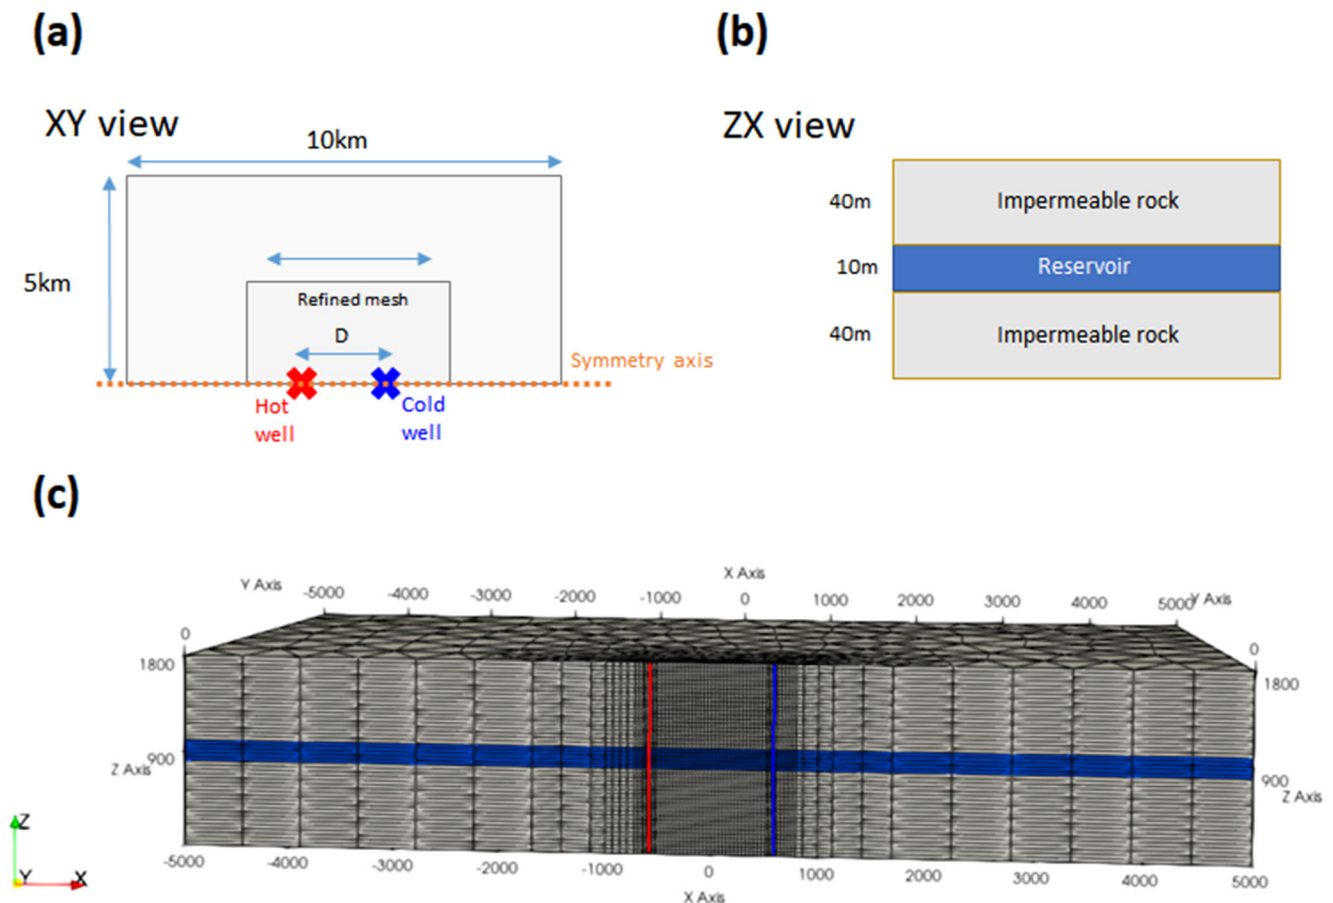 (a)
XY view
10km
5km
Refined mesh
D
Symmetry axis
Hot
well
Cold
well
(b)
ZX view
40m
Impermeable rock
10m
Reservoir
40m
Impermeable rock
(c)
Y Axis
X Axis
-5000 -4000 -3000 -2000 -1000 0 1000 2000 3000 4000 5000
Y Axis
0
0
1800
1800
900
Z Axis
900
Z Axis
-5000 -4000 -3000 -2000 -1000 0 1000 2000 3000 4000 5000
X Axis
Z
Y
X